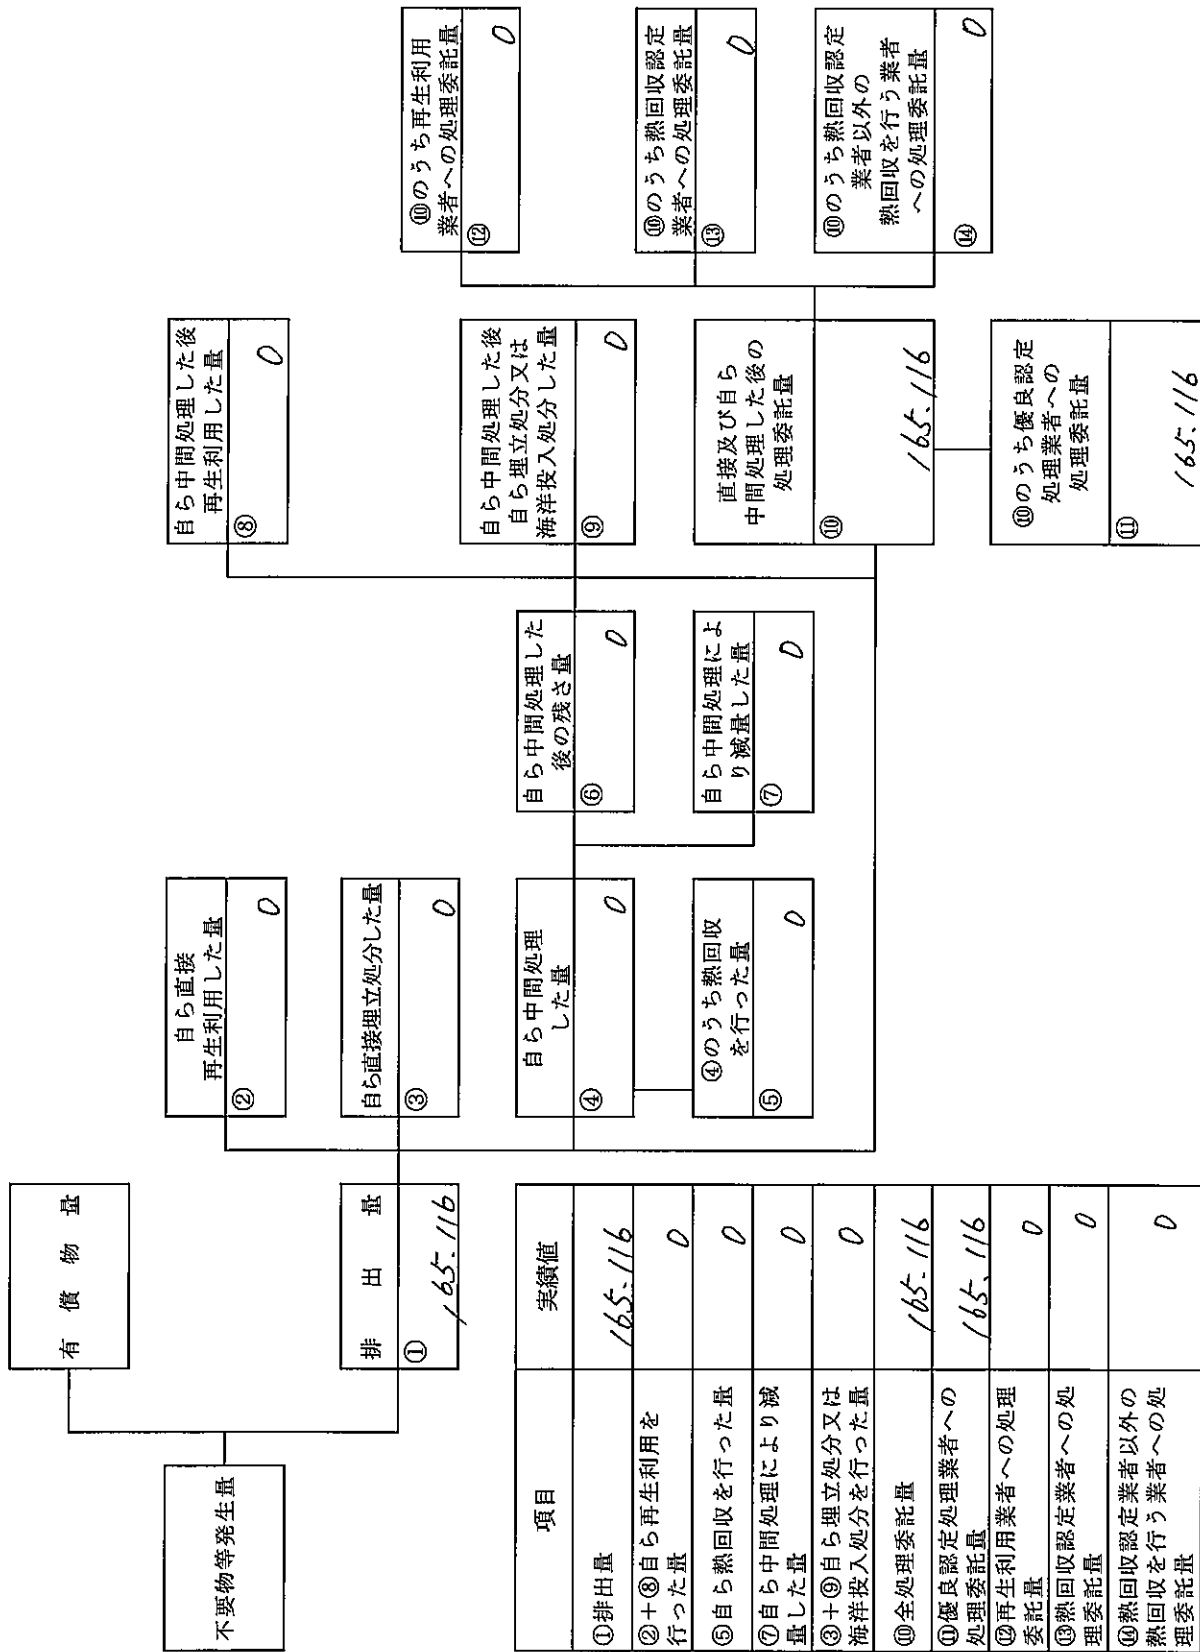 不要物等発生量
有償物量
排出量
①
165.116
自ら直接
再生利用した量
②
0
自ら直接埋立処分した量
③
0
自ら中間処理
した量
④
0
④のうち熱回収
を行った量
⑤
0
自ら中間処理した
後の残さ量
⑥
0
自ら中間処理によ
り減量した量
⑦
0
自ら中間処理した後
再生利用した量
⑧
0
自ら中間処理した後
自ら埋立処分又は
海洋投入処分した量
⑨
0
直接及び自ら
中間処理した後の
処理委託量
⑩
165.116
⑩のうち優良認定
処理業者への
処理委託量
⑪
165.116
⑩のうち再生利用
業者への処理委託量
⑫
0
⑩のうち熱回収認定
業者への処理委託量
⑬
0
⑩のうち熱回収認定
業者以外の
熱回収を行う業者
への処理委託量
⑭
0
項目
実績値
①排出量
165.116
②+⑧自ら再生利用を
行った量
0
⑤自ら熱回収を行った量
0
⑦自ら中間処理により減
量した量
0
③+⑨自ら埋立処分又は
海洋投入処分を行った量
0
⑩全処理委託量
165.116
⑪優良認定処理業者への
処理委託量
165.116
⑫再生利用業者への処理
委託量
0
⑬熱回収認定業者への処
理委託量
0
⑭熱回収認定業者以外の
熱回収を行う業者への処
理委託量
0